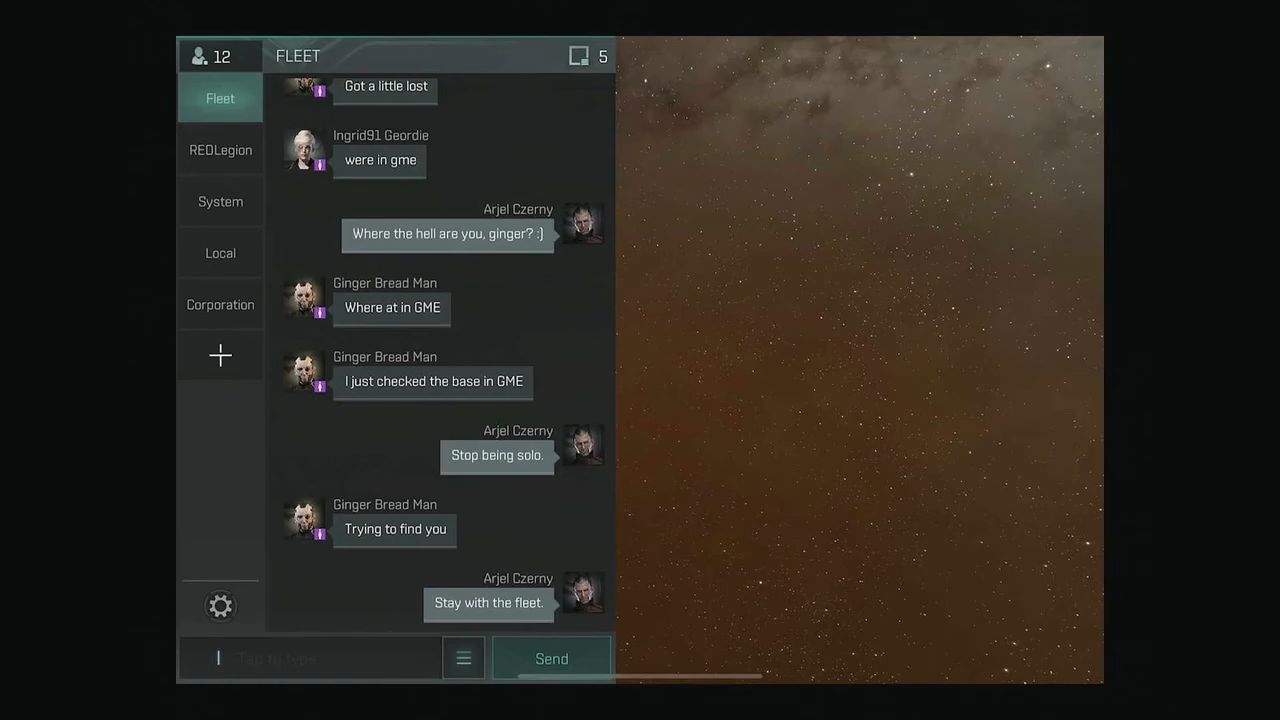 12
FLEET
5
Fleet
REDLegion
System
Local
Corporation
Got a little lost
Ingrid91 Geordie
were in gme
Arjel Czerny
Where the hell are you, ginger? :)
Ginger Bread Man
Where at in GME
Ginger Bread Man
I just checked the base in GME
Arjel Czerny
Stop being solo.
Ginger Bread Man
Trying to find you
Arjel Czerny
Stay with the fleet.
Tap to type
Send